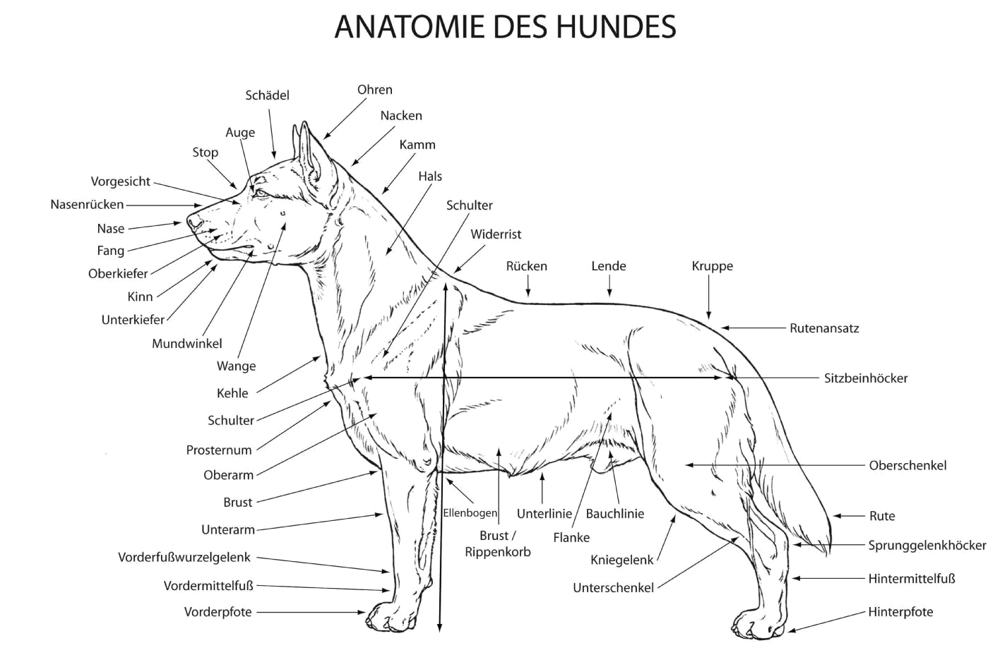 ANATOMIE DES HUNDES
Ohren
Schädel
Nacken
Auge
Kamm
Stop
Hals
Vorgesicht
Nasenrücken
Schulter
Nase
Widerrist
Fang
Oberkiefer
Rücken
Lende
Kruppe
Kinn
Unterkiefer
Rutenansatz
Mundwinkel
Wange
Sitzbeinhöcker
Kehle
Schulter
Prosternum
Oberschenkel
Oberarm
Brust
Ellenbogen
Unterlinie
Bauchlinie
Rute
Unterarm
Brust /
Rippenkorb
Flanke
Sprunggelenkhöcker
Vorderfußwurzelgelenk
Kniegelenk
Hintermittelfuß
Vordermittelfuß
Unterschenkel
Vorderpfote
Hinterpfote